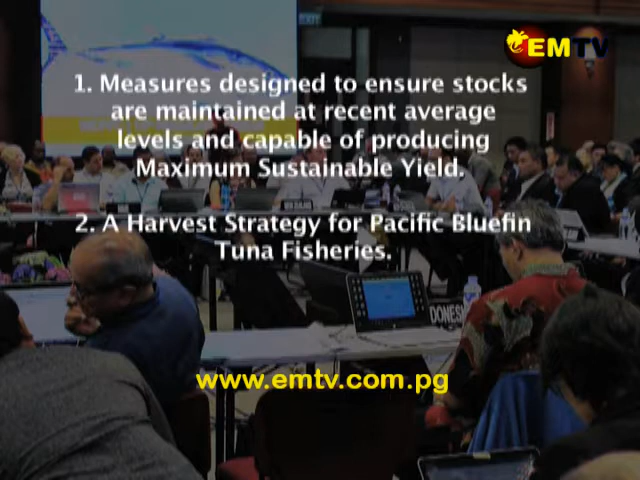 EMTV
1. Measures designed to ensure stocks
are maintained at recent average
levels and capable of producing
Maximum Sustainable Yield.
2. A Harvest Strategy for Pacific Bluefin
Tuna Fisheries.
DONES
www.emtv.com.pg